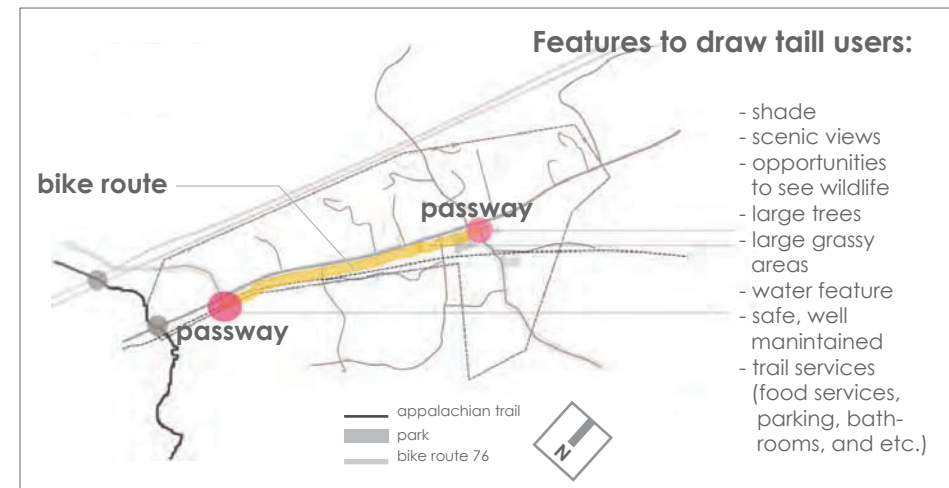 Features to draw taill users:
bike route
passway
passway
- shade
- scenic views
- opportunities
to see wildlife
- large trees
- large grassy
areas
- water feature
- safe, well
manintained
- trail services
(food services,
parking, bath-
rooms, and etc.)
appalachian trail
park
bike route 76
N